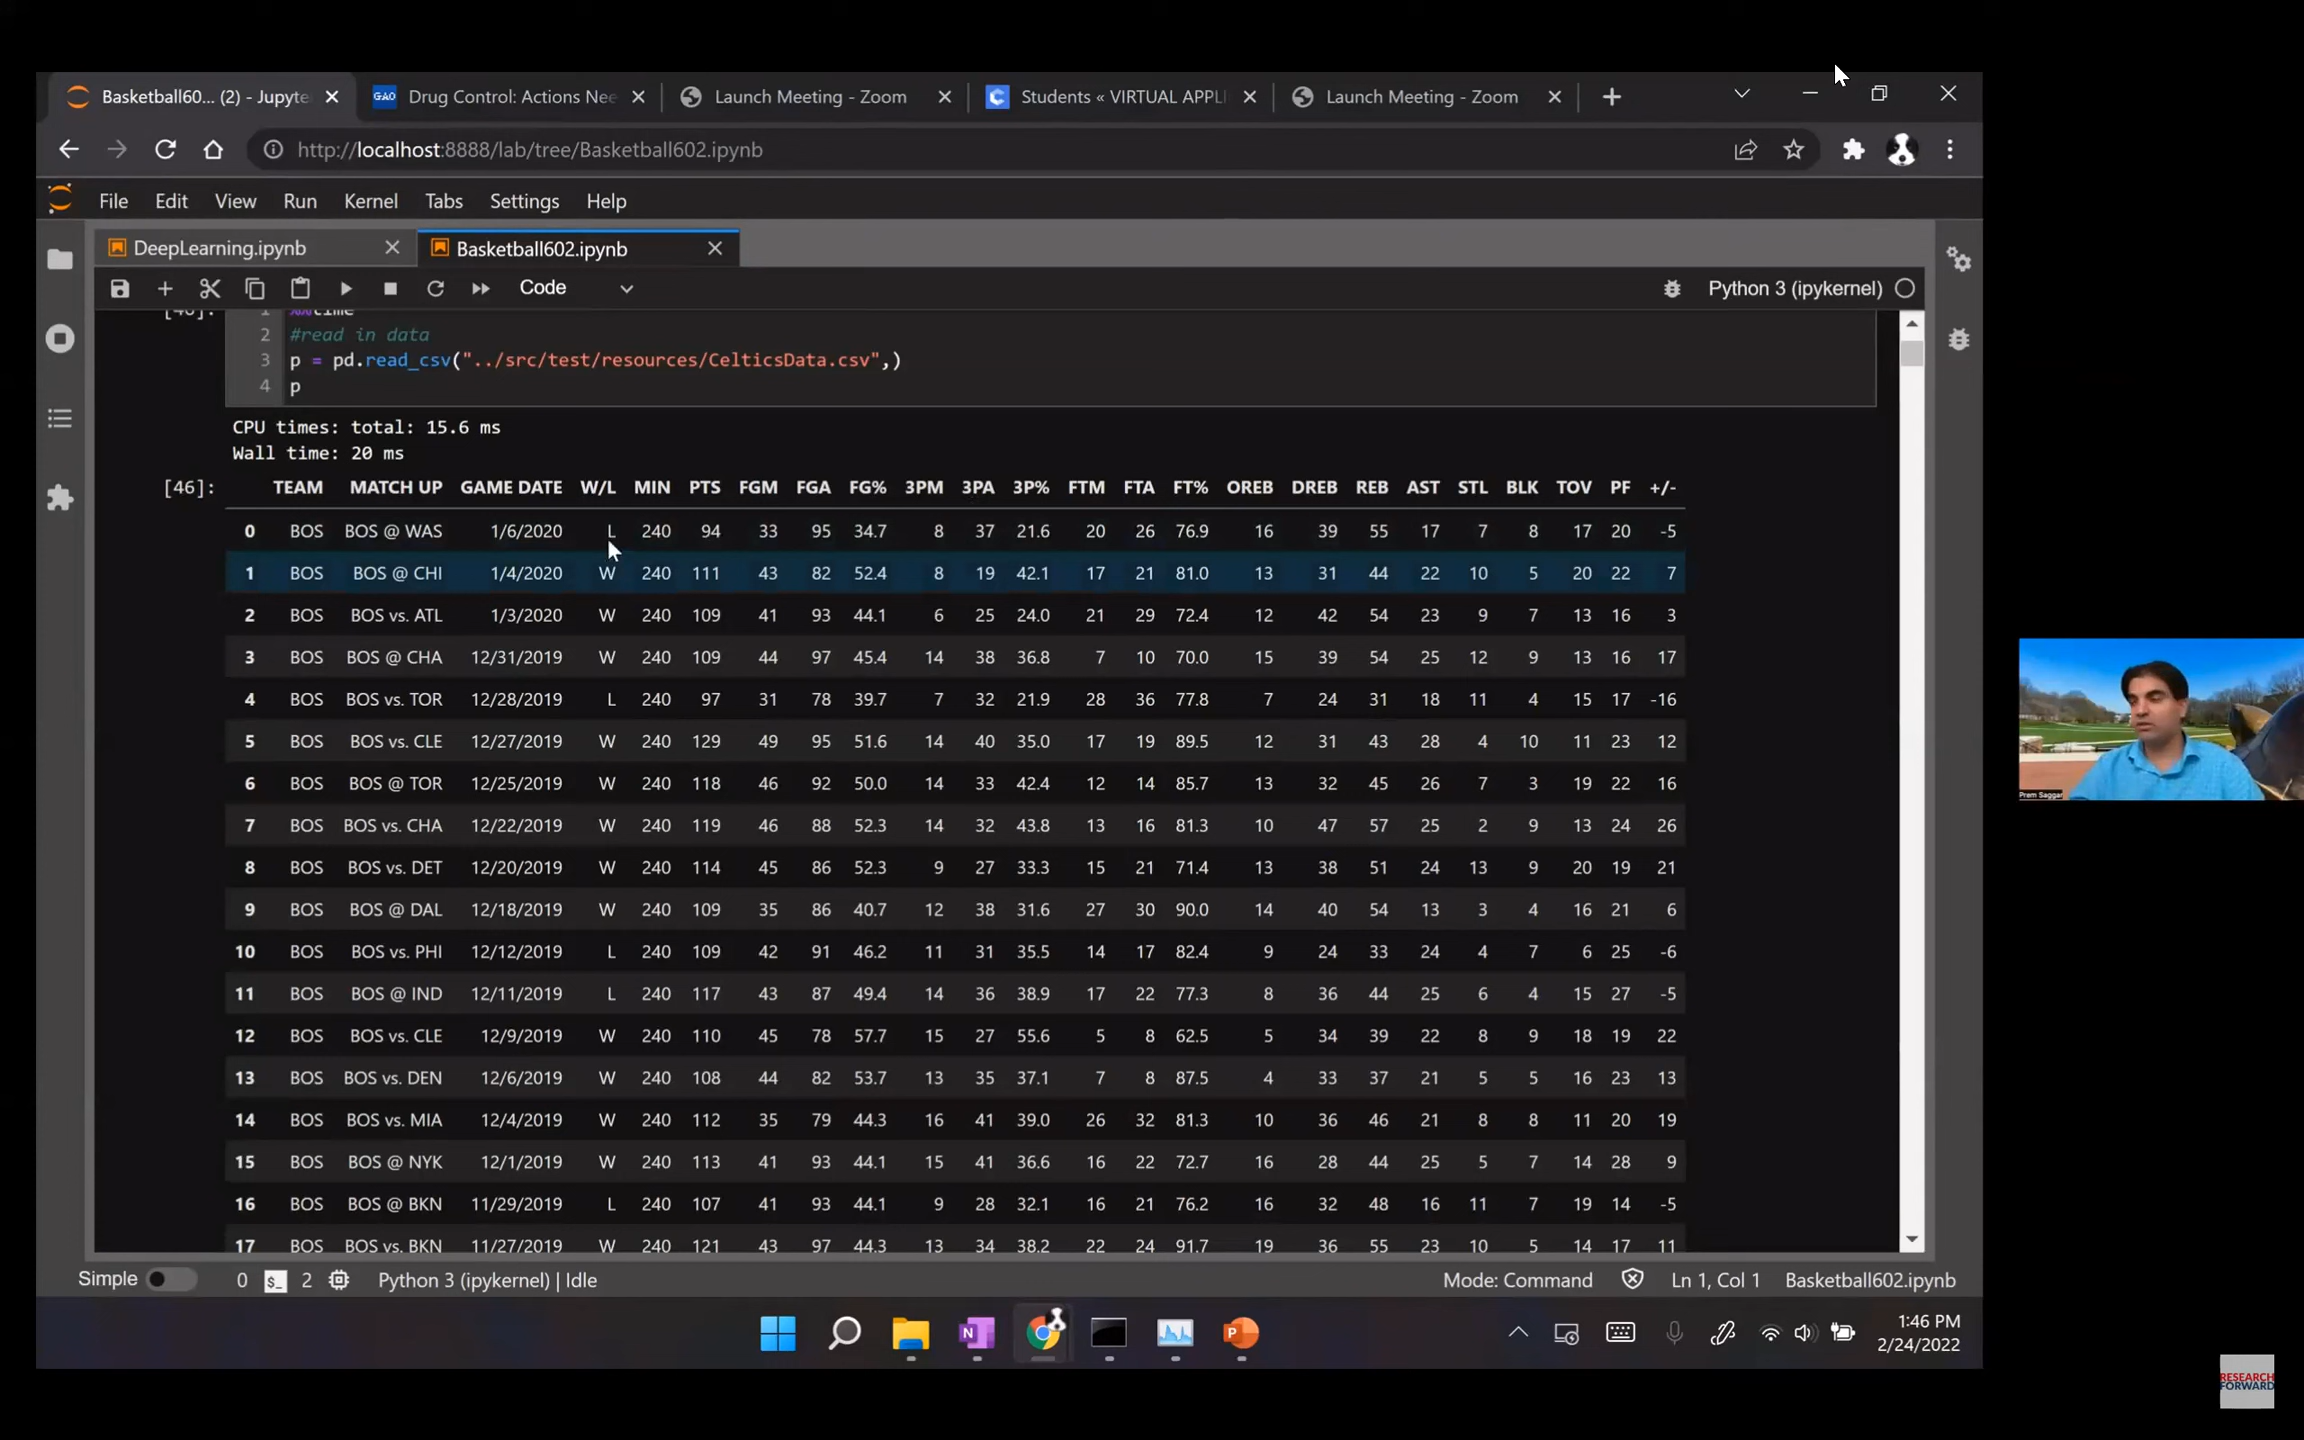 Basketball60... (2) - Jupyte
GAO Drug Control: Actions Nee
Launch Meeting - Zoom
Students « VIRTUAL APPLI
Launch Meeting - Zoom
http://localhost:8888/lab/tree/Basketball602.ipynb
File Edit View Run Kernel Tabs Settings Help
DeepLearning.ipynb
Basketball602.ipynb
Code
Python 3 (ipykernel)
[46]: 1 %%time
2 #read in data
3 p = pd.read_csv("../src/test/resources/CelticsData.csv",)
4 p
CPU times: total: 15.6 ms
Wall time: 20 ms
[46]: TEAM MATCH UP GAME DATE W/L MIN PTS FGM FGA FG% 3PM 3PA 3P% FTM FTA FT% OREB DREB REB AST STL BLK TOV PF +/-
0 BOS BOS @ WAS 1/6/2020 L 240 94 33 95 34.7 8 37 21.6 20 26 76.9 16 39 55 17 7 8 17 20 -5
1 BOS BOS @ CHI 1/4/2020 W 240 111 43 82 52.4 8 19 42.1 17 21 81.0 13 31 44 22 10 5 20 22 7
2 BOS BOS vs. ATL 1/3/2020 W 240 109 41 93 44.1 6 25 24.0 21 29 72.4 12 42 54 23 9 7 13 16 3
3 BOS BOS @ CHA 12/31/2019 W 240 109 44 97 45.4 14 38 36.8 7 10 70.0 15 39 54 25 12 9 13 16 17
4 BOS BOS vs. TOR 12/28/2019 L 240 97 31 78 39.7 7 32 21.9 28 36 77.8 7 24 31 18 11 4 15 17 -16
5 BOS BOS vs. CLE 12/27/2019 W 240 129 49 95 51.6 14 40 35.0 17 19 89.5 12 31 43 28 4 10 11 23 12
6 BOS BOS @ TOR 12/25/2019 W 240 118 46 92 50.0 14 33 42.4 12 14 85.7 13 32 45 26 7 3 19 22 16
7 BOS BOS vs. CHA 12/22/2019 W 240 119 46 88 52.3 14 32 43.8 13 16 81.3 10 47 57 25 2 9 13 24 26
8 BOS BOS vs. DET 12/20/2019 W 240 114 45 86 52.3 9 27 33.3 15 21 71.4 13 38 51 24 13 9 20 19 21
9 BOS BOS @ DAL 12/18/2019 W 240 109 35 86 40.7 12 38 31.6 27 30 90.0 14 40 54 13 3 4 16 21 6
10 BOS BOS vs. PHI 12/12/2019 L 240 109 42 91 46.2 11 31 35.5 14 17 82.4 9 24 33 24 4 7 6 25 -6
11 BOS BOS @ IND 12/11/2019 L 240 117 43 87 49.4 14 36 38.9 17 22 77.3 8 36 44 25 6 4 15 27 -5
12 BOS BOS vs. CLE 12/9/2019 W 240 110 45 78 57.7 15 27 55.6 5 8 62.5 5 34 39 22 8 9 18 19 22
13 BOS BOS vs. DEN 12/6/2019 W 240 108 44 82 53.7 13 35 37.1 7 8 87.5 4 33 37 21 5 5 16 23 13
14 BOS BOS vs. MIA 12/4/2019 W 240 112 35 79 44.3 16 41 39.0 26 32 81.3 10 36 46 21 8 8 11 20 19
15 BOS BOS @ NYK 12/1/2019 W 240 113 41 93 44.1 15 41 36.6 16 22 72.7 16 28 44 25 5 7 14 28 9
16 BOS BOS @ BKN 11/29/2019 L 240 107 41 93 44.1 9 28 32.1 16 21 76.2 16 32 48 16 11 7 19 14 -5
17 BOS BOS vs. BKN 11/27/2019 W 240 121 43 97 44.3 13 34 38.2 22 24 91.7 19 36 55 23 10 5 14 17 11
Simple 0 $_ 2 Python 3 (ipykernel) | Idle
Mode: Command Ln 1, Col 1 Basketball602.ipynb
N P
1:46 PM
2/24/2022
Prem Saggar
RESEARCH
FORWARD